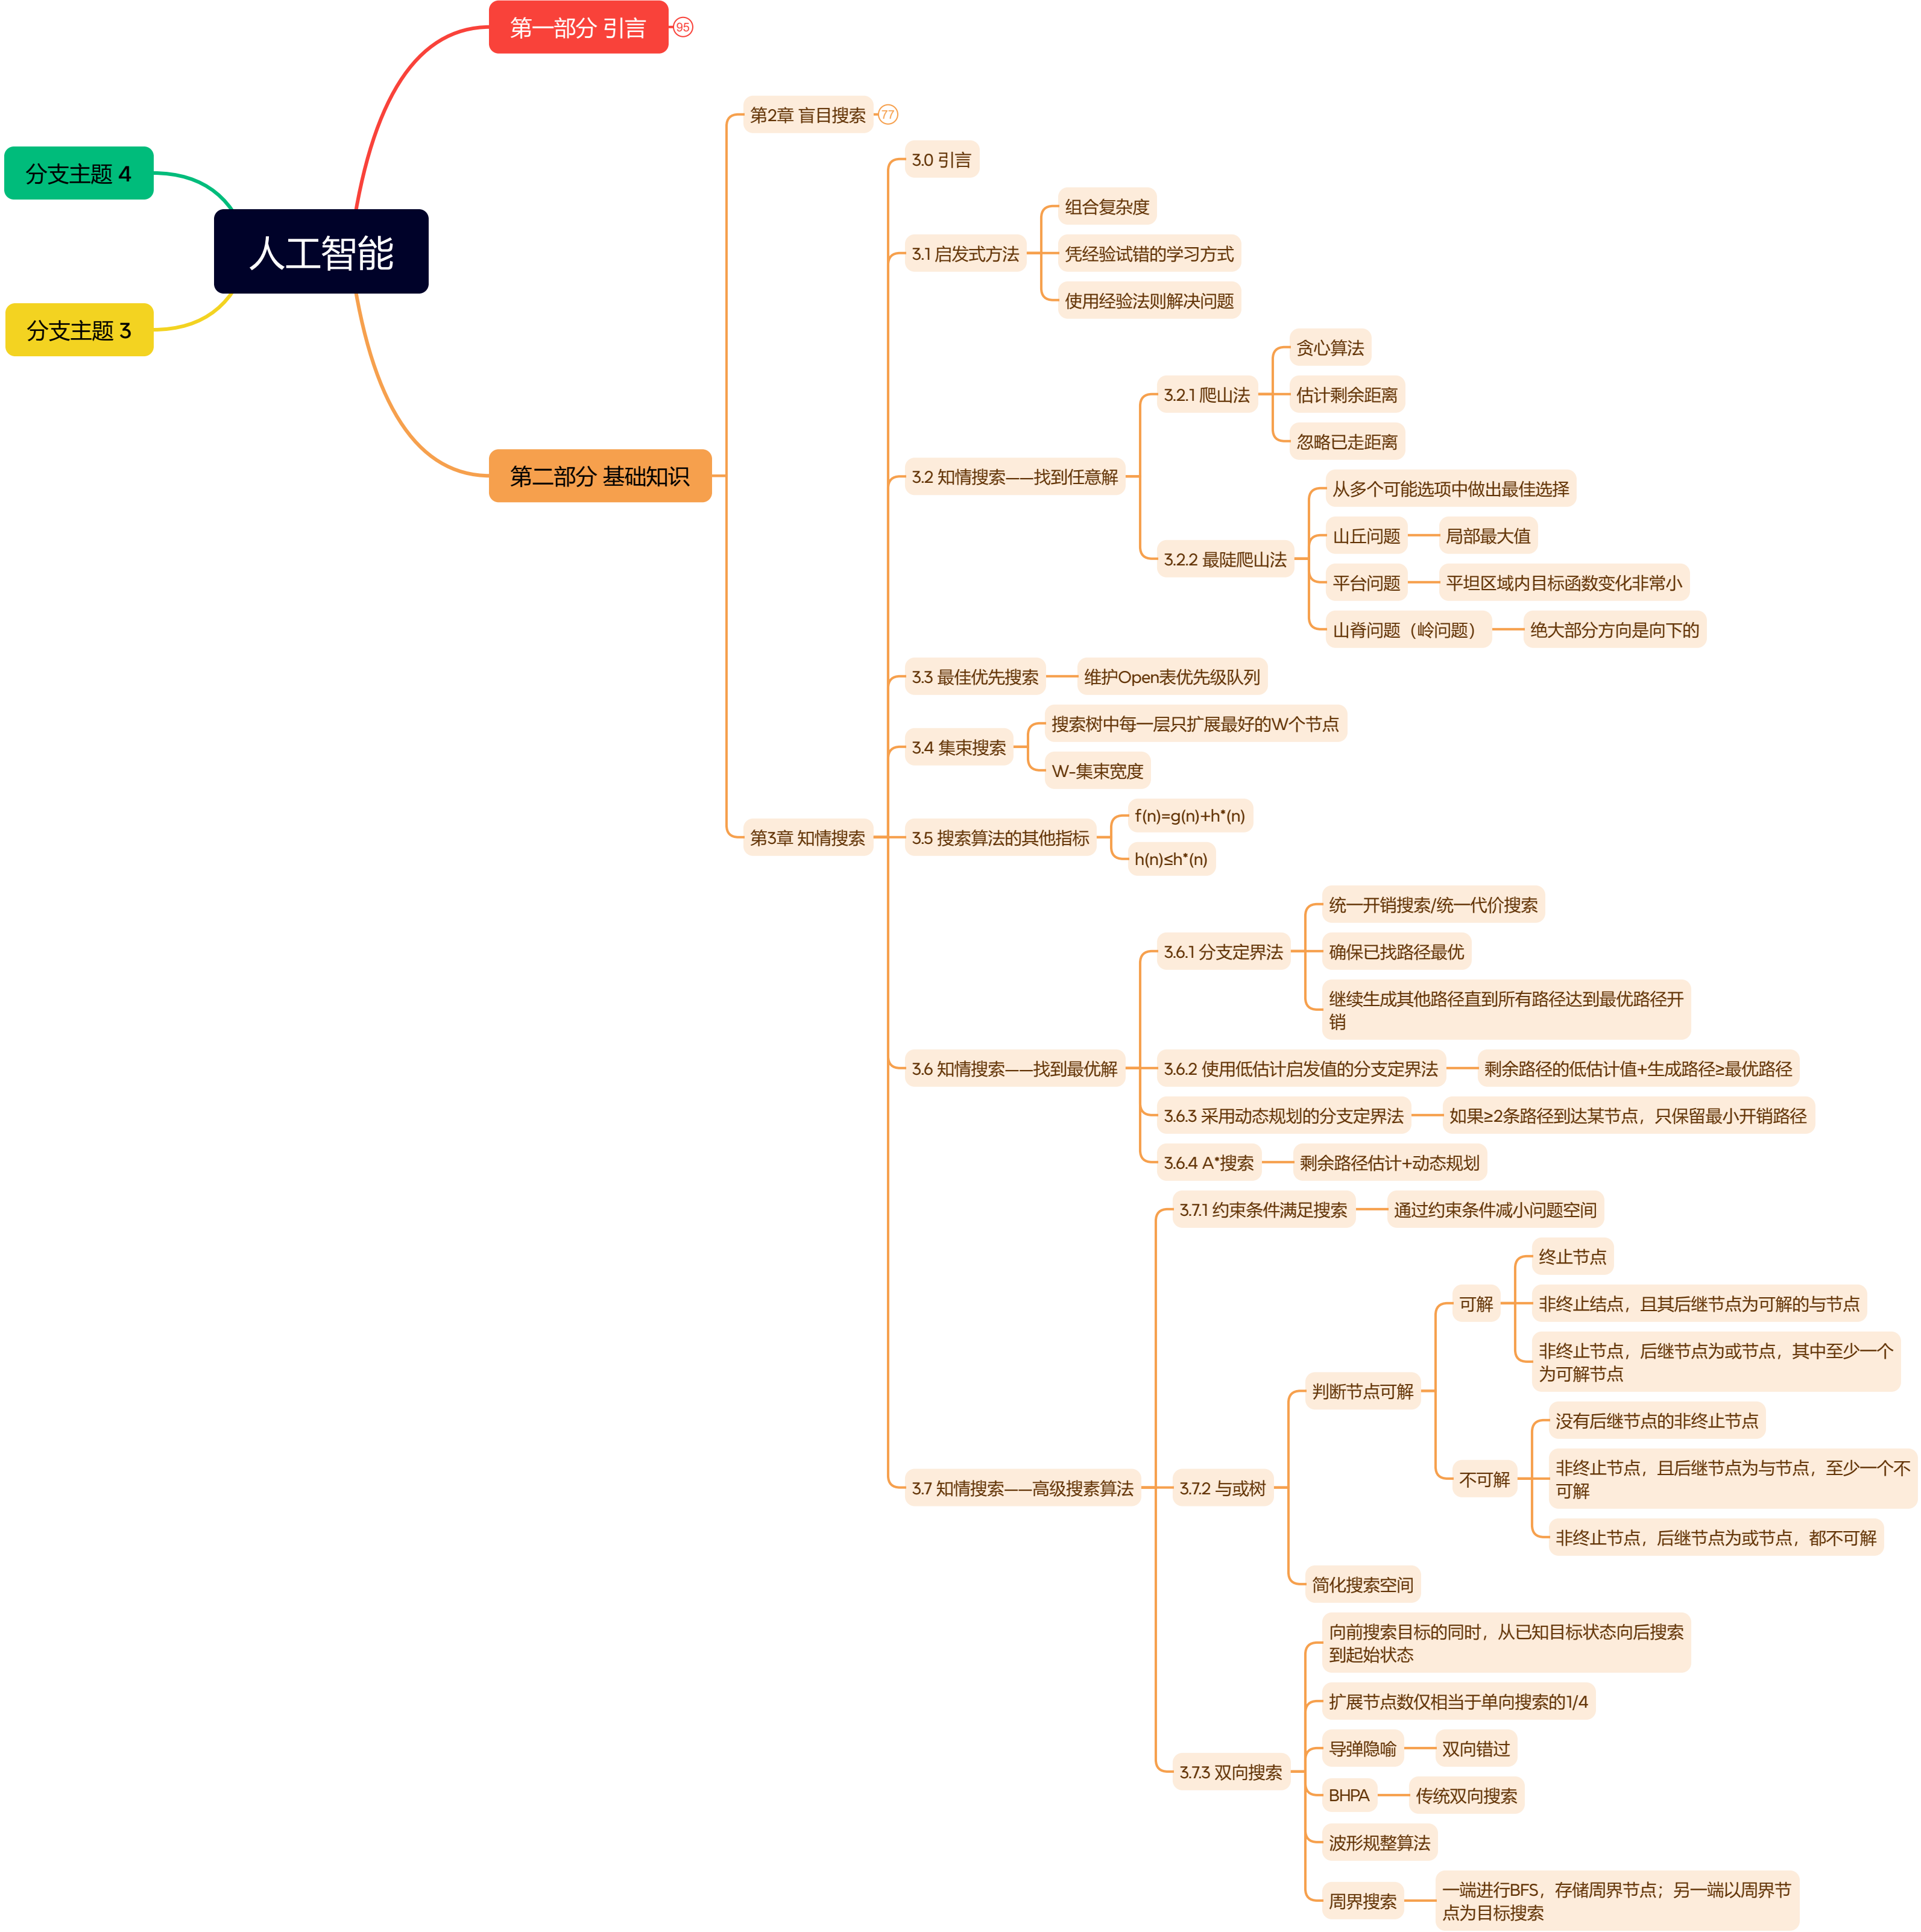 第一部分 引言
95
分支主题 4
人工智能
分支主题 3
第二部分 基础知识
第2章 盲目搜索
77
第3章 知情搜索
3.0 引言
3.1 启发式方法
组合复杂度
凭经验试错的学习方式
使用经验法则解决问题
3.2 知情搜索——找到任意解
3.2.1 爬山法
贪心算法
估计剩余距离
忽略已走距离
3.2.2 最陡爬山法
从多个可能选项中做出最佳选择
山丘问题
局部最大值
平台问题
平坦区域内目标函数变化非常小
山脊问题（岭问题）
绝大部分方向是向下的
3.3 最佳优先搜索
维护Open表优先级队列
3.4 集束搜索
搜索树中每一层只扩展最好的W个节点
W-集束宽度
3.5 搜索算法的其他指标
f(n)=g(n)+h*(n)
h(n)≤h*(n)
3.6 知情搜索——找到最优解
3.6.1 分支定界法
统一开销搜索/统一代价搜索
确保已找路径最优
继续生成其他路径直到所有路径达到最优路径开
销
3.6.2 使用低估计启发值的分支定界法
剩余路径的低估计值+生成路径≥最优路径
3.6.3 采用动态规划的分支定界法
如果≥2条路径到达某节点，只保留最小开销路径
3.6.4 A*搜索
剩余路径估计+动态规划
3.7 知情搜索——高级搜素算法
3.7.1 约束条件满足搜索
通过约束条件减小问题空间
3.7.2 与或树
判断节点可解
可解
终止节点
非终止结点，且其后继节点为可解的与节点
非终止节点，后继节点为或节点，其中至少一个
为可解节点
不可解
没有后继节点的非终止节点
非终止节点，且后继节点为与节点，至少一个不
可解
非终止节点，后继节点为或节点，都不可解
简化搜索空间
3.7.3 双向搜索
向前搜索目标的同时，从已知目标状态向后搜索
到起始状态
扩展节点数仅相当于单向搜索的1/4
导弹隐喻
双向错过
BHPA
传统双向搜索
波形规整算法
周界搜索
一端进行BFS，存储周界节点；另一端以周界节
点为目标搜索